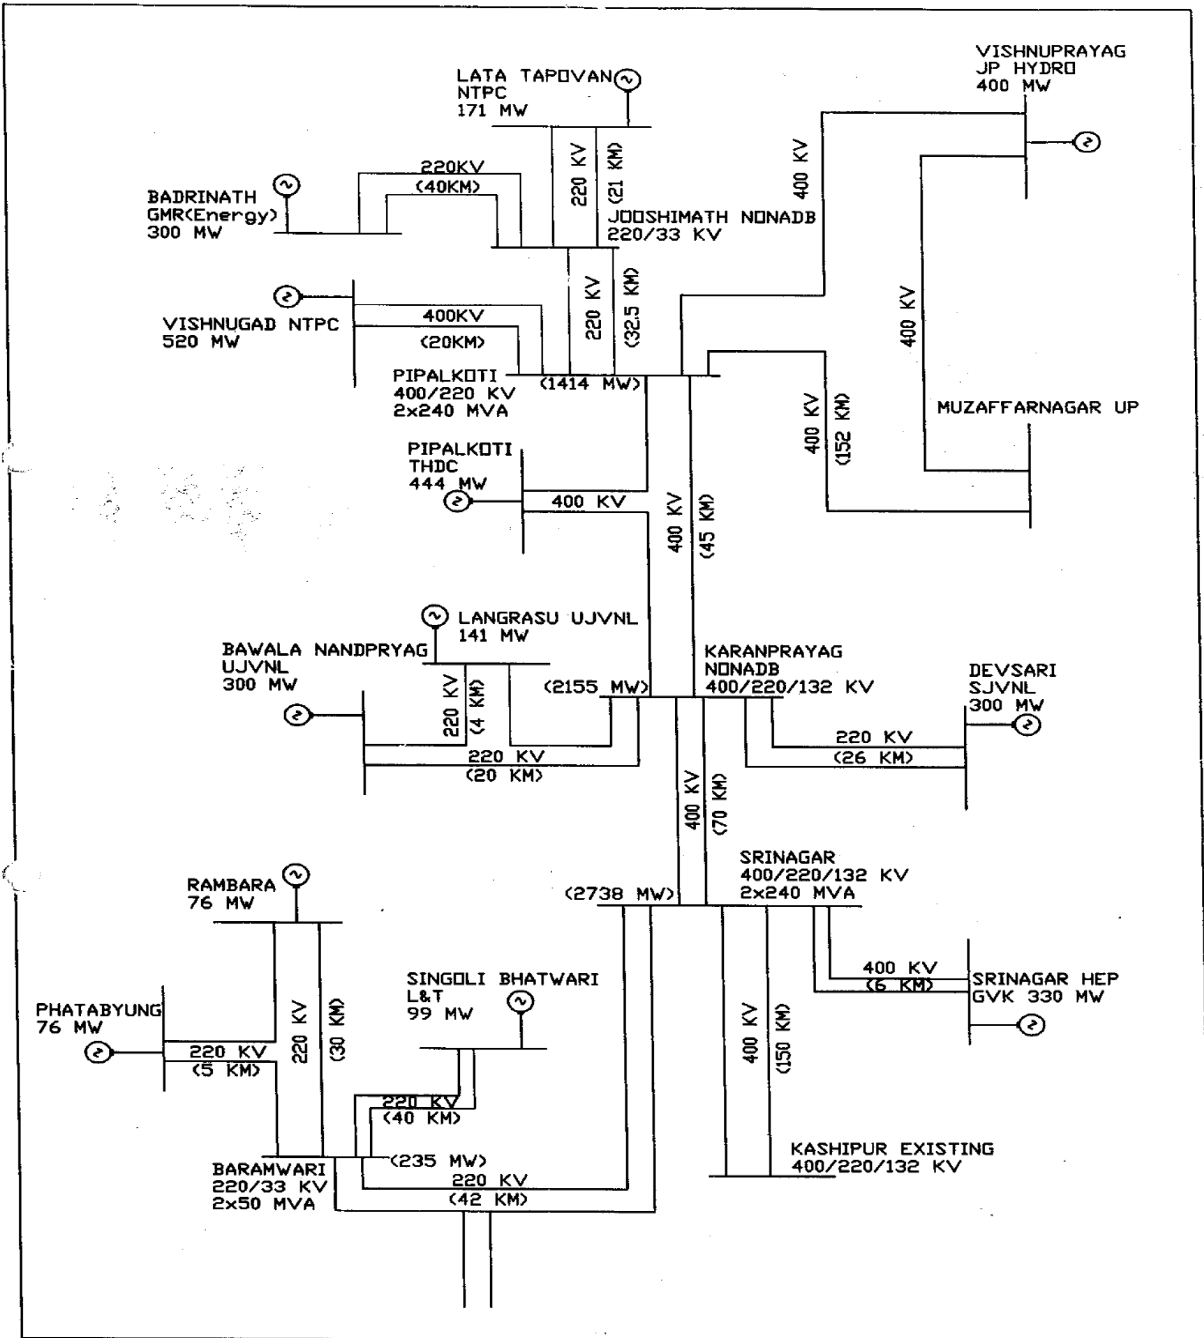 VISHNUPRAYAG
JP HYDRO
400 MW
LATA TAPOVAN
NTPC
171 MW
220KV
(40KM)
220 KV
(21 KM)
400 KV
BADRINATH
GMR(Energy)
300 MW
JOOSHIMATH NONADB
220/33 KV
VISHNUGAD NTPC
520 MW
400KV
(20KM)
220 KV
(32.5 KM)
400 KV
PIPALKOTI
400/220 KV
2x240 MVA
(1414 MW)
400 KV
(152 KM)
MUZAFFARNAGAR UP
PIPALKOTI
THDC
444 MW
400 KV
400 KV
(45 KM)
LANGRASU UJVNL
141 MW
BAWALA NANDPRYAG
UJVNL
300 MW
220 KV
(4 KM)
(2155 MW)
KARANPRAYAG
NONADB
400/220/132 KV
DEVSARI
SJVNL
300 MW
220 KV
(20 KM)
220 KV
(26 KM)
400 KV
(70 KM)
SRINAGAR
400/220/132 KV
2x240 MVA
(2738 MW)
RAMBARA
76 MW
SINGOLI BHATWARI
L&T
99 MW
400 KV
(6 KM)
SRINAGAR HEP
GVK 330 MW
PHATABYUNG
76 MW
220 KV
(5 KM)
220 KV
(30 KM)
400 KV
(150 KM)
220 KV
(40 KM)
BARAMWARI
220/33 KV
2x50 MVA
(235 MW)
220 KV
(42 KM)
KASHIPUR EXISTING
400/220/132 KV